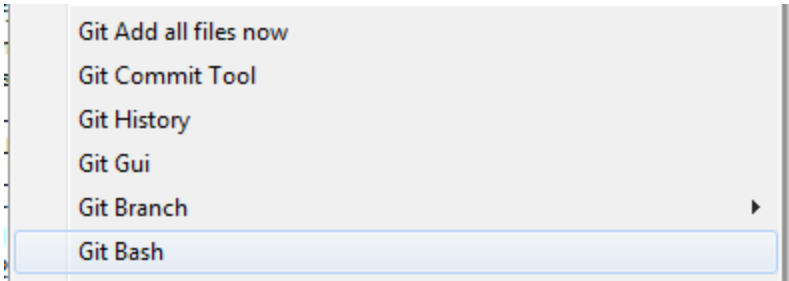 Git Add all files now
Git Commit Tool
Git History
Git Gui
Git Branch
Git Bash